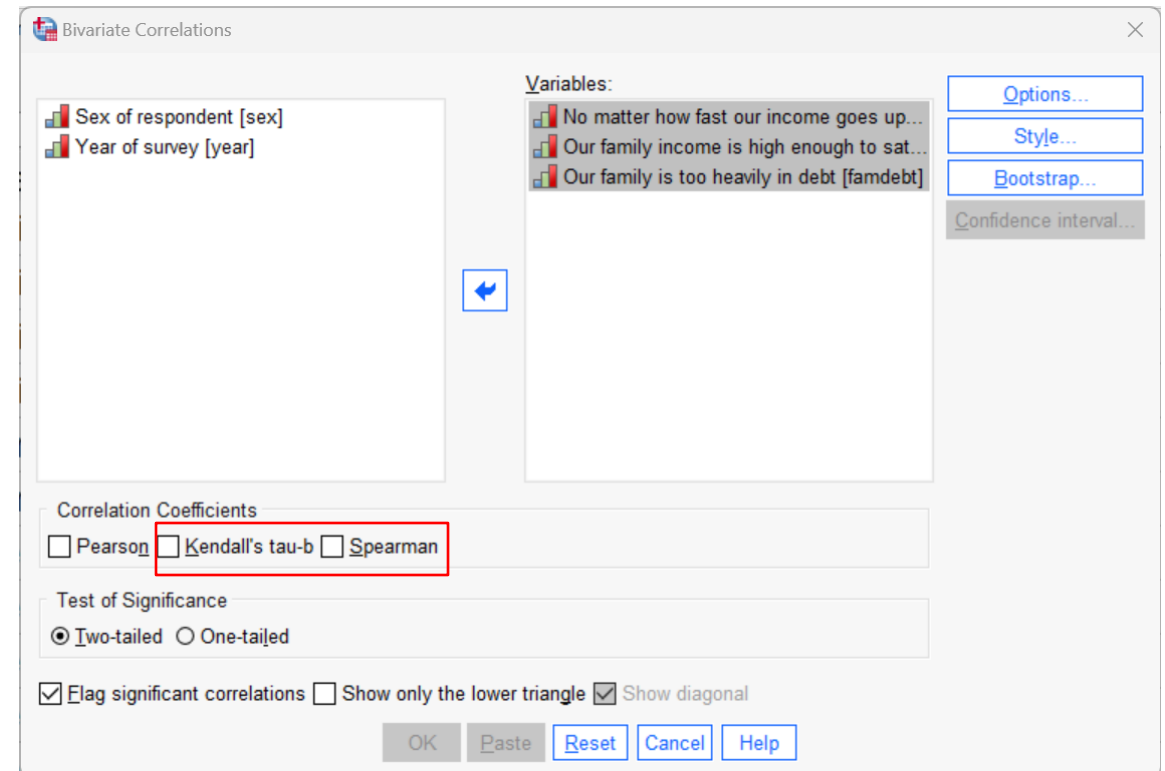 Bivariate Correlations
Variables:
Sex of respondent [sex]
Year of survey [year]
No matter how fast our income goes up...
Our family income is high enough to sat...
Our family is too heavily in debt [famdebt]
Options...
Style...
Bootstrap...
Confidence interval...
Correlation Coefficients
Pearson Kendall's tau-b Spearman
Test of Significance
Two-tailed One-tailed
Flag significant correlations Show only the lower triangle Show diagonal
OK Paste Reset Cancel Help